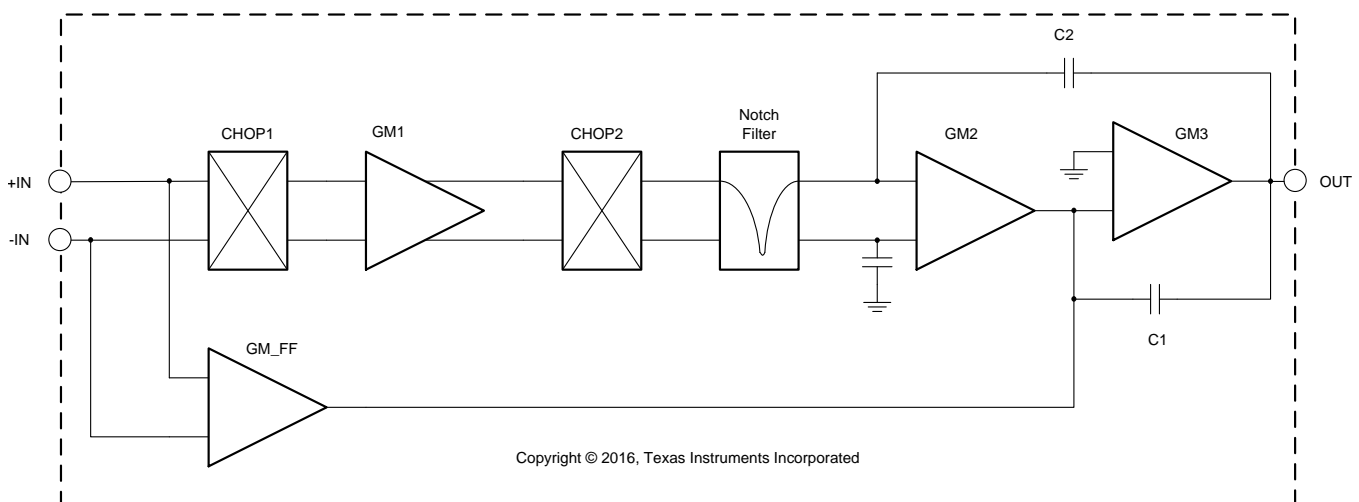 C2
CHOP1
GM1
CHOP2
Notch
Filter
GM2
GM3
+IN
-IN
OUT
C1
GM_FF
Copyright © 2016, Texas Instruments Incorporated